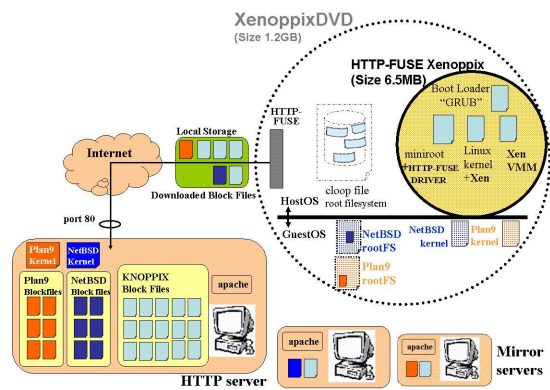 XenoppixDVD
(Size 1.2GB)
HTTP-FUSE Xenoppix
(Size 6.5MB)
Boot Loader
“GRUB”
miniroot
+HTTP-FUSE
DRIVER
Linux
kernel
+Xen
Xen
VMM
HTTP-
FUSE
cloop file
root filesystem
Local Storage
Downloaded Block Files
Internet
port 80
HostOS
GuestOS
NetBSD
rootFS
Plan9
rootFS
NetBSD
kernel
Plan9
kernel
Plan9
Kernel
NetBSD
Kernel
Plan9
Blockfiles
NetBSD
Block files
KNOPPIX
Block Files
apache
HTTP server
apache
apache
Mirror
servers